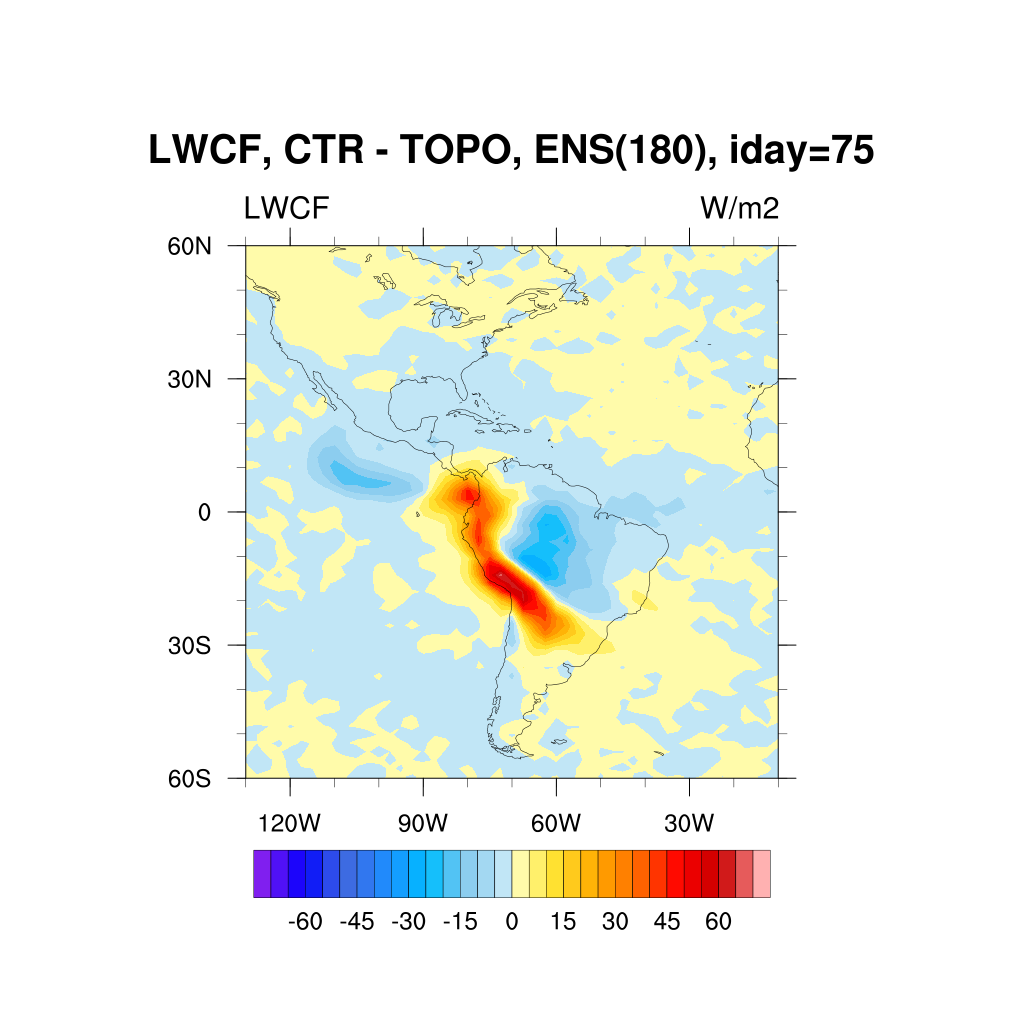 LWCF, CTR - TOPO, ENS(180), iday=75
LWCF W/m2
60N
30N
0
30S
60S
120W 90W 60W 30W
-60 -45 -30 -15 0 15 30 45 60